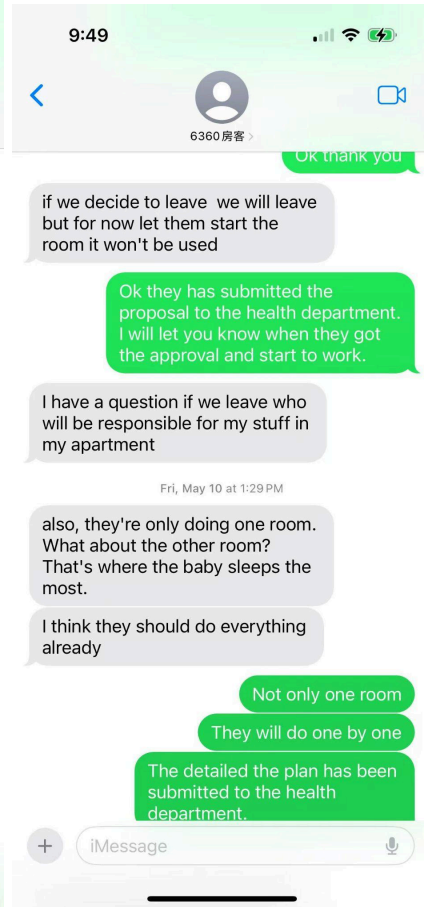 9:49
6360房客
Ok thank you
if we decide to leave we will leave
but for now let them start the
room it won't be used
Ok they has submitted the
proposal to the health department.
I will let you know when they got
the approval and start to work.
I have a question if we leave who
will be responsible for my stuff in
my apartment
Fri, May 10 at 1:29 PM
also, they're only doing one room.
What about the other room?
That's where the baby sleeps the
most.
I think they should do everything
already
Not only one room
They will do one by one
The detailed the plan has been
submitted to the health
department.
iMessage